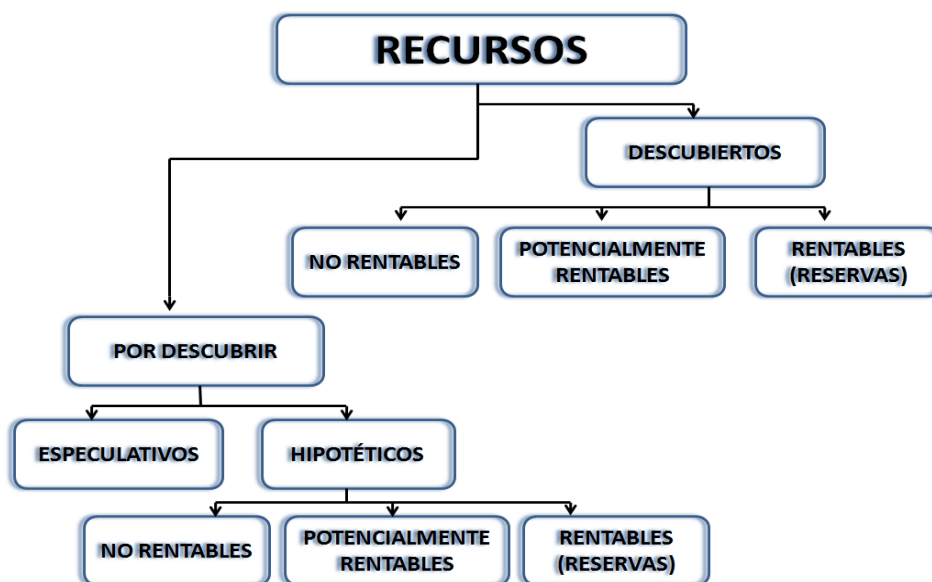 RECURSOS
DESCUBIERTOS
NO RENTABLES
POTENCIALMENTE
RENTABLES
RENTABLES
(RESERVAS)
POR DESCUBRIR
ESPECULATIVOS
HIPOTÉTICOS
NO RENTABLES
POTENCIALMENTE
RENTABLES
RENTABLES
(RESERVAS)